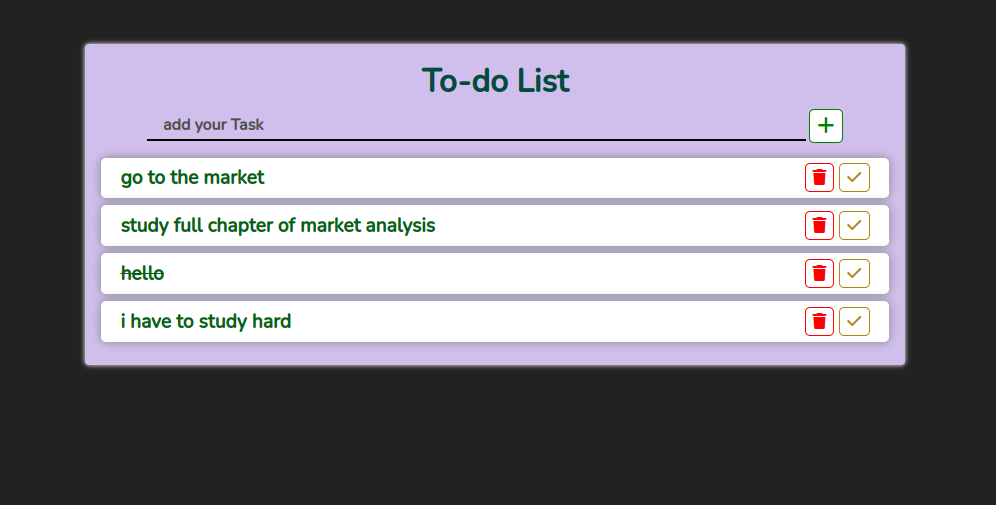 To-do List
add your Task
go to the market
study full chapter of market analysis
hello
i have to study hard